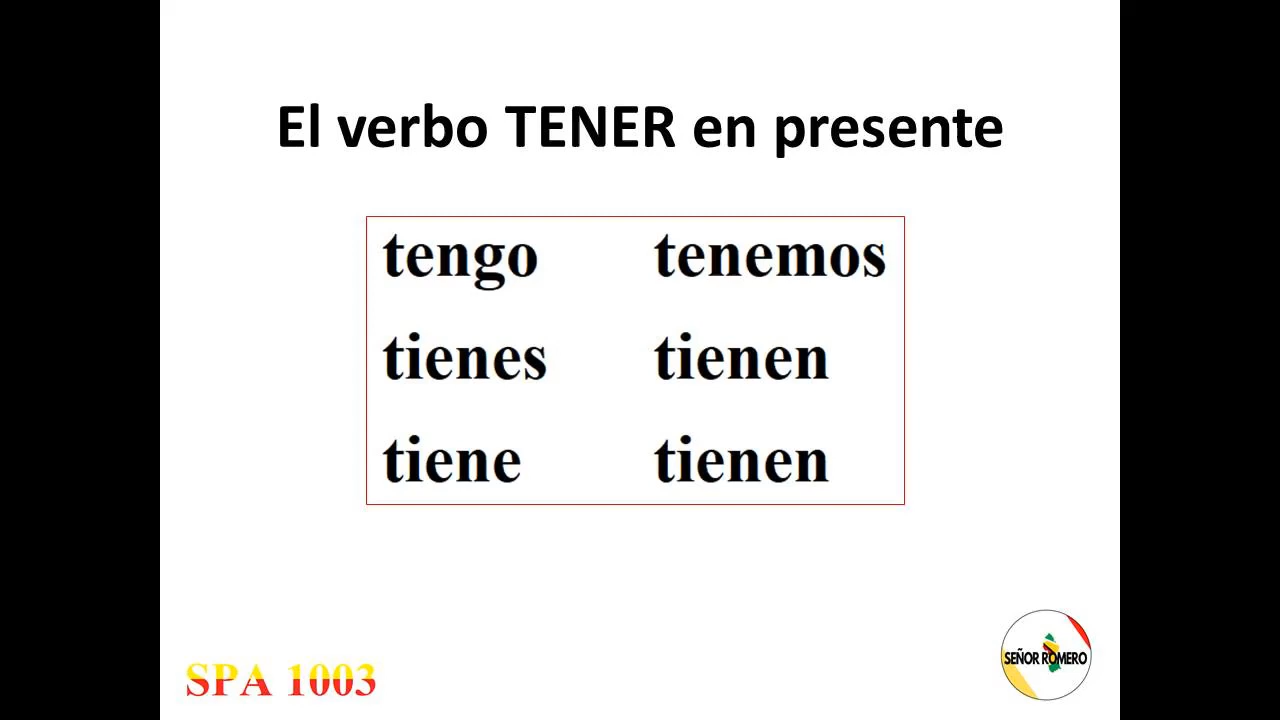 El verbo TENER en presente
tengo tenemos
tienes tienen
tiene tienen
SPA 1003
SEÑOR ROMERO